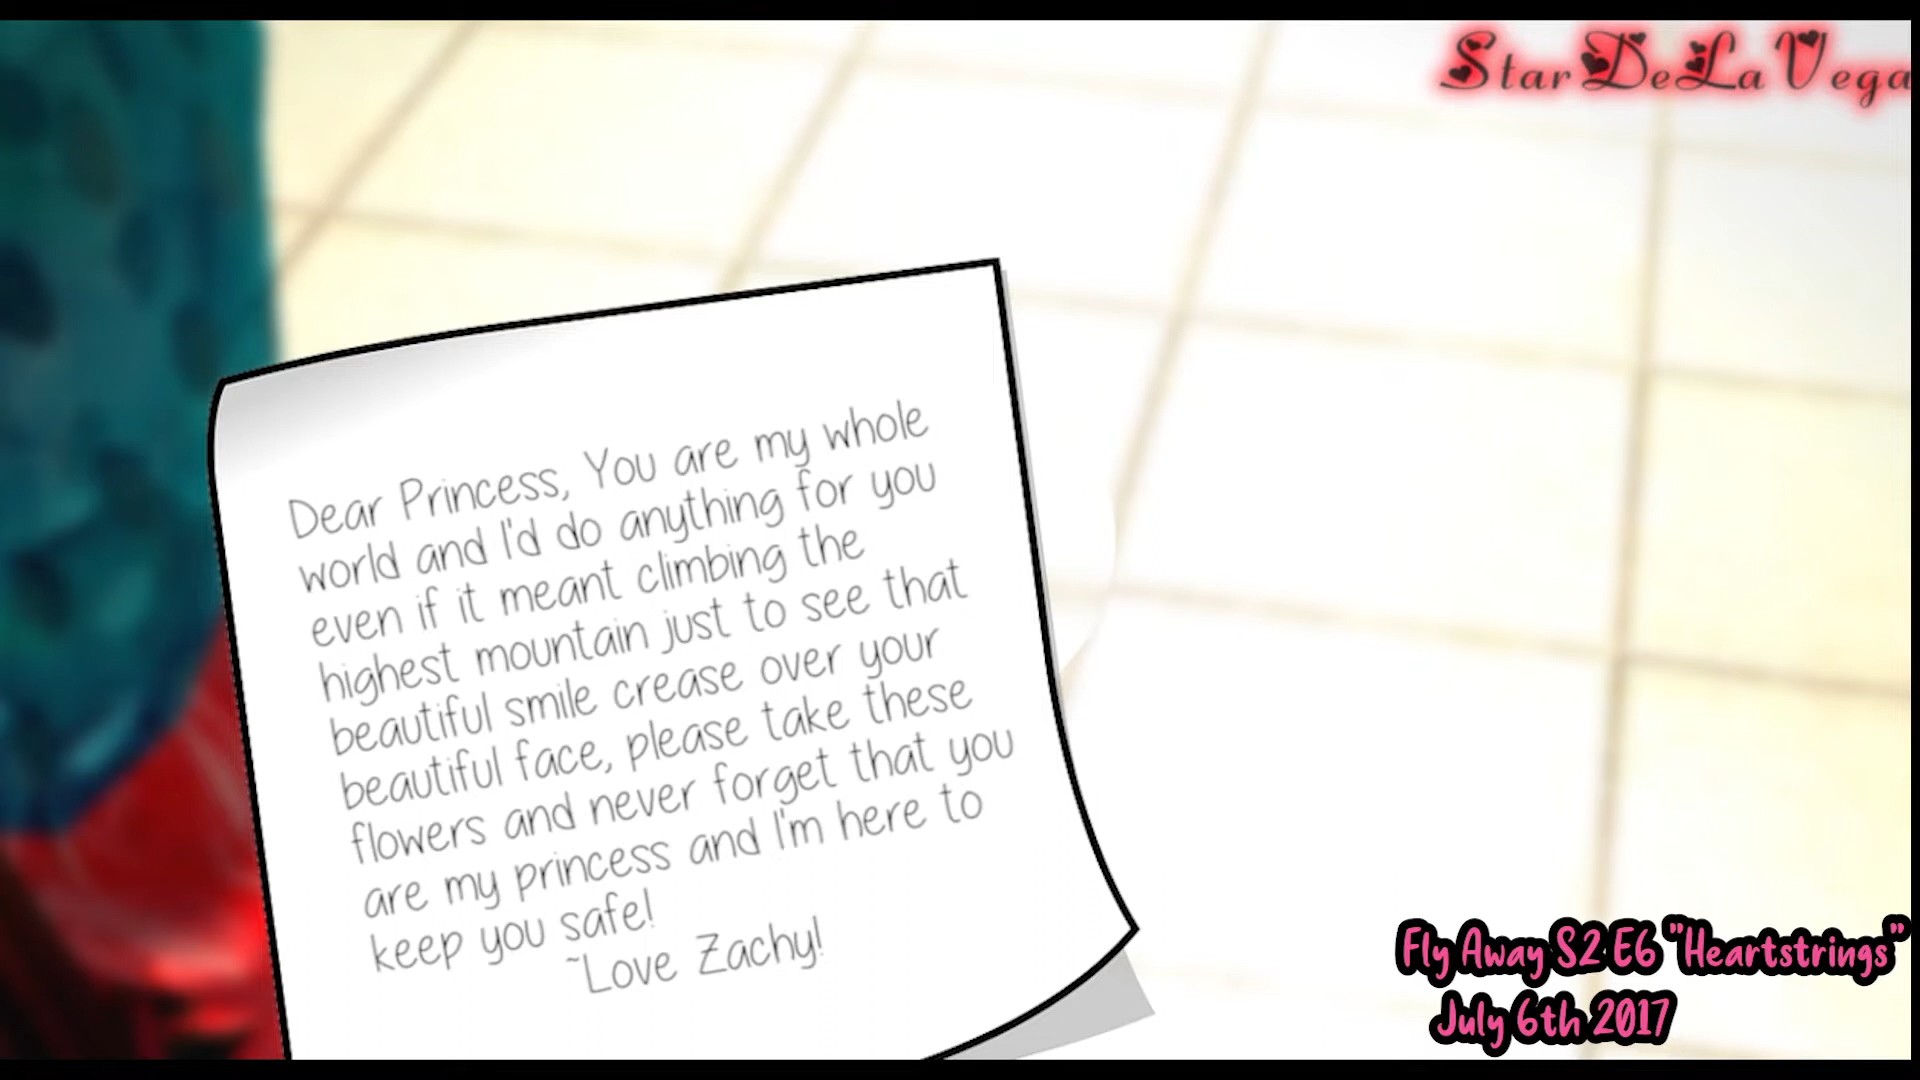 StarDeLaVega
Dear Princess, You are my whole
world and I'd do anything for you
even if it meant climbing the
highest mountain just to see that
beautiful smile crease over your
beautiful face, please take these
flowers and never forget that you
are my princess and I'm here to
keep you safe!
~Love Zachy!
Fly Away S2 E6 "Heartstrings"
July 6th 2017